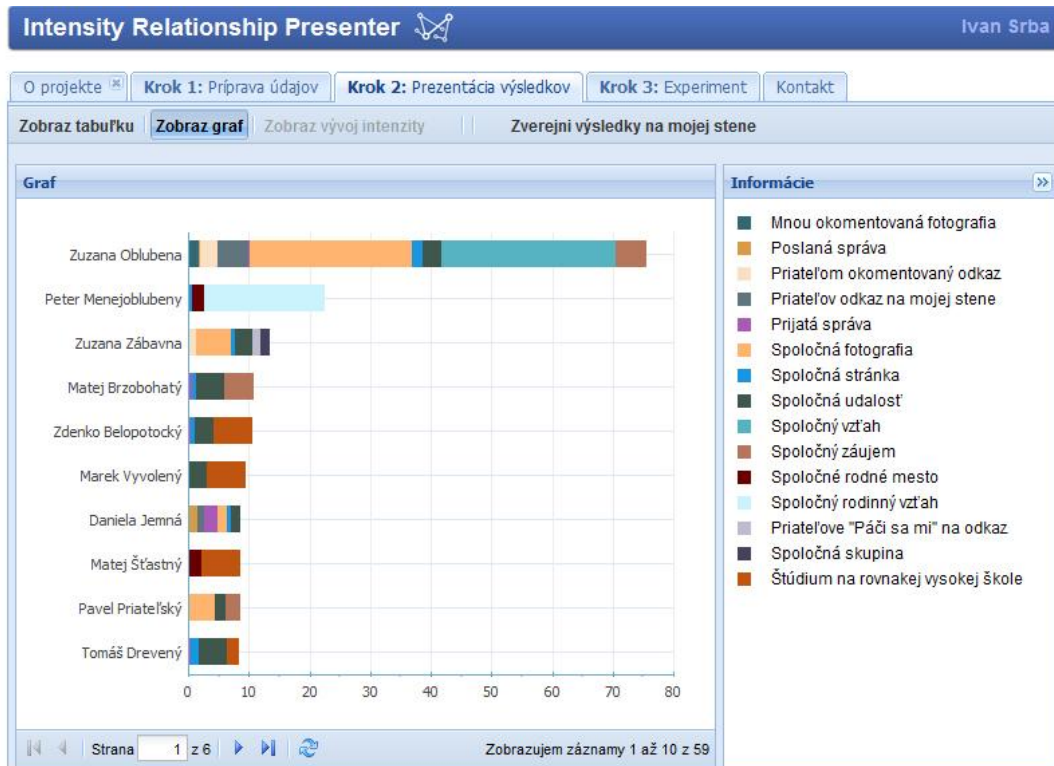 Intensity Relationship Presenter
Ivan Srba
O projekte
Krok 1: Príprava údajov
Krok 2: Prezentácia výsledkov
Krok 3: Experiment
Kontakt
Zobraz tabuľku
Zobraz graf
Zobraz vývoj intenzity
Zverejni výsledky na mojej stene
Graf
Zuzana Oblubena
Peter Menejoblubeny
Zuzana Zábavna
Matej Brzobohatý
Zdenko Belopotocký
Marek Vyvolený
Daniela Jemná
Matej Šťastný
Pavel Priateľský
Tomáš Drevený
0 10 20 30 40 50 60 70 80
Strana 1 z 6
Zobrazujem záznamy 1 až 10 z 59
Informácie
Mnou okomentovaná fotografia
Poslaná správa
Priateľom okomentovaný odkaz
Priateľov odkaz na mojej stene
Prijatá správa
Spoločná fotografia
Spoločná stránka
Spoločná udalosť
Spoločný vzťah
Spoločný záujem
Spoločné rodné mesto
Spoločný rodinný vzťah
Priateľove "Páči sa mi" na odkaz
Spoločná skupina
Štúdium na rovnakej vysokej škole